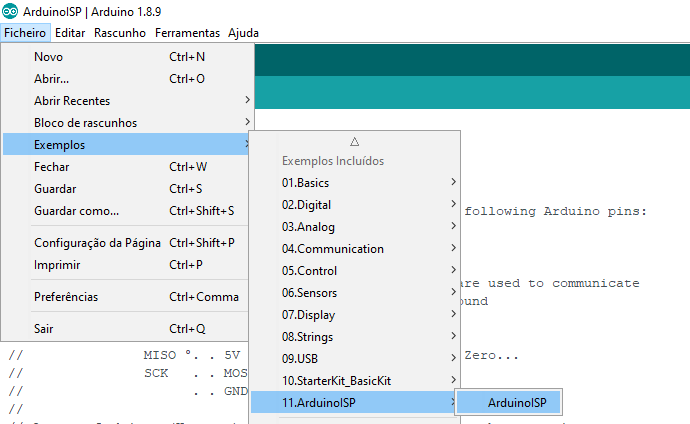 ArduinoISP | Arduino 1.8.9
Ficheiro Editar Rascunho Ferramentas Ajuda
Novo Ctrl+N
Abrir... Ctrl+O
Abrir Recentes
Bloco de rascunhos
Exemplos
Fechar Ctrl+W
Guardar Ctrl+S
Guardar como... Ctrl+Shift+S
Configuração da Página Ctrl+Shift+P
Imprimir Ctrl+P
Preferências Ctrl+Comma
Sair Ctrl+Q
Exemplos Incluídos
01.Basics
02.Digital
03.Analog
04.Communication
05.Control
06.Sensors
07.Display
08.Strings
09.USB
10.StarterKit_BasicKit
11.ArduinoISP
ArduinoISP
following Arduino pins:
are used to communicate
Zero...
// MISO °. . 5V
// SCK . . MOS
// . . GND
//